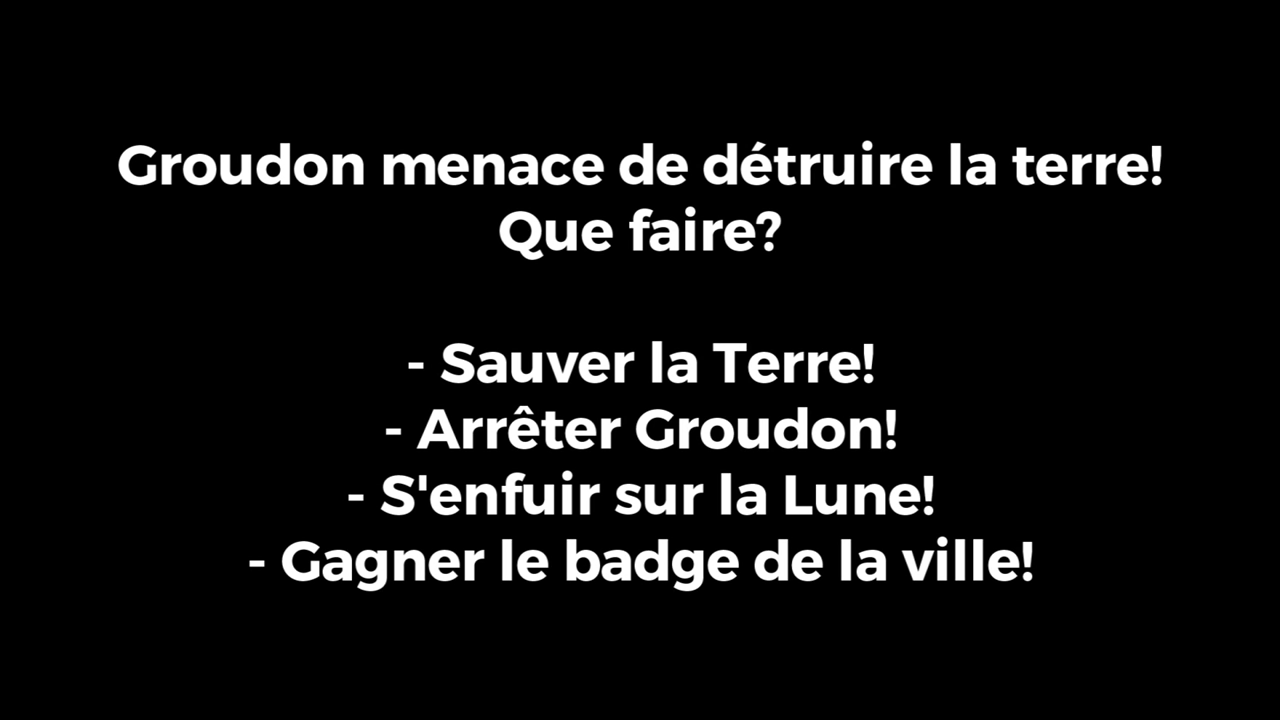 Groudon menace de détruire la terre!
Que faire?
- Sauver la Terre!
- Arrêter Groudon!
- S'enfuir sur la Lune!
- Gagner le badge de la ville!